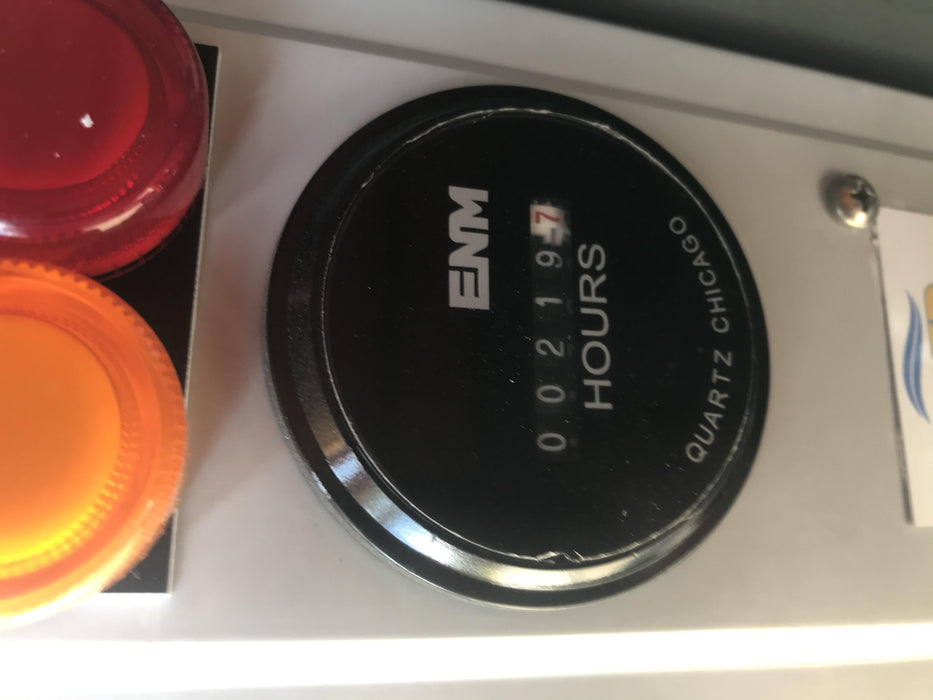 ENM
002197
HOURS
QUARTZ CHICAGO